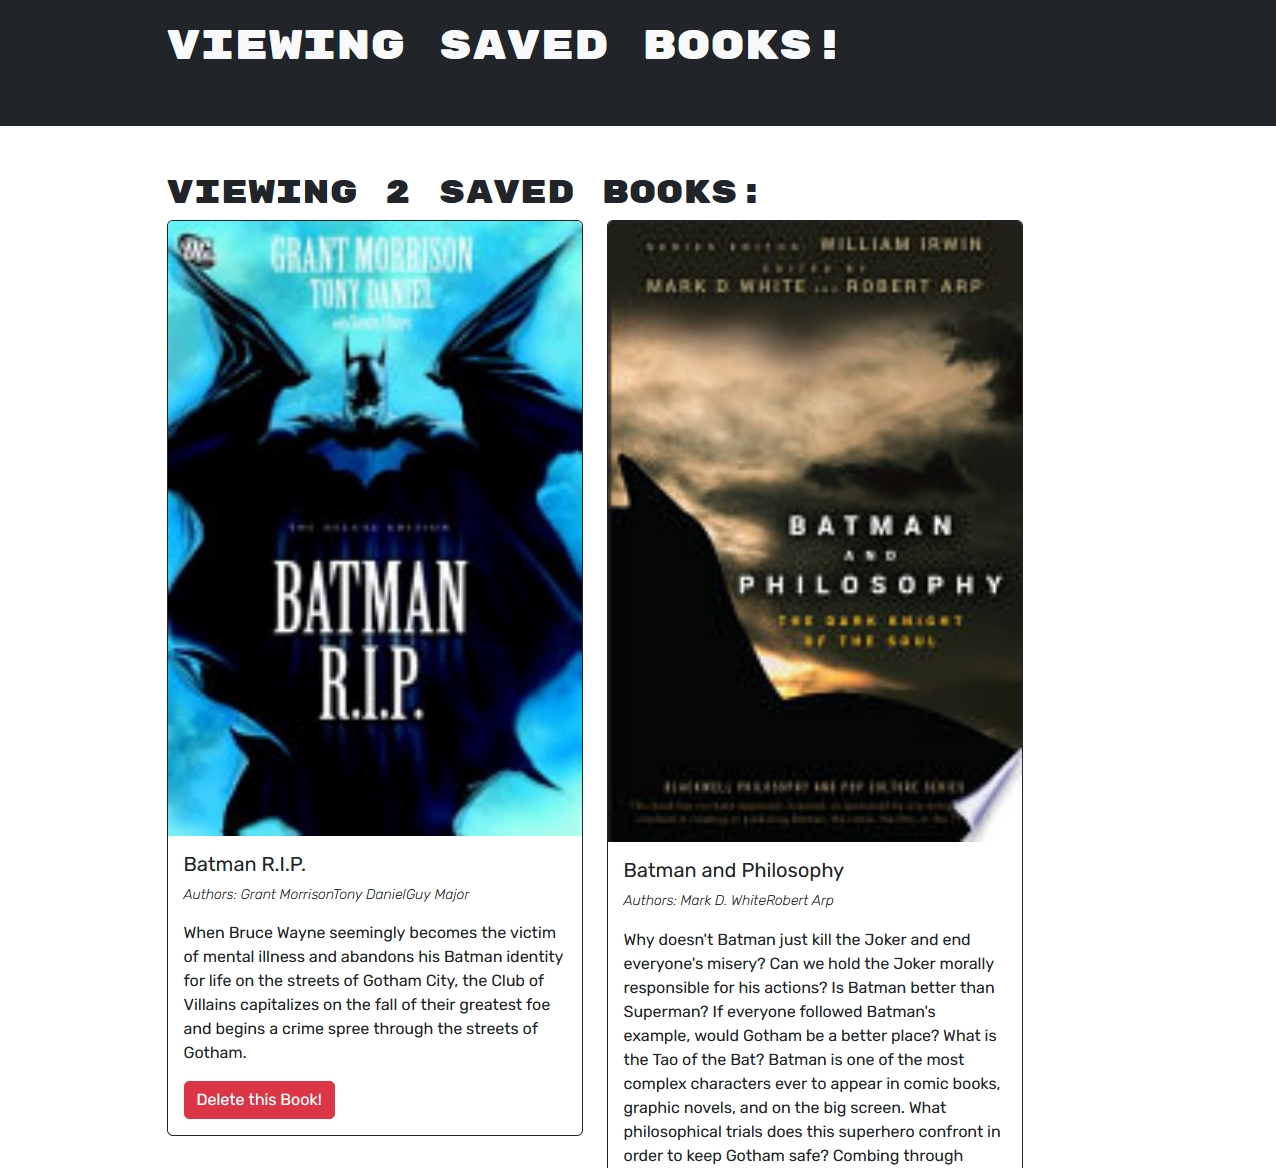 VIEWING SAVED BOOKS!
VIEWING 2 SAVED BOOKS:
DC
GRANT MORRISON
TONY DANIEL
THE DELUXE EDITION
BATMAN
R.I.P.
Batman R.I.P.
Authors: Grant MorrisonTony DanielGuy Major
When Bruce Wayne seemingly becomes the victim
of mental illness and abandons his Batman identity
for life on the streets of Gotham City, the Club of
Villains capitalizes on the fall of their greatest foe
and begins a crime spree through the streets of
Gotham.
Delete this Book!
SERIES EDITOR WILLIAM IRWIN
EDITED BY
MARK D. WHITE AND ROBERT ARP
BATMAN
AND
PHILOSOPHY
THE DARK KNIGHT
OF THE SOUL
BLACKWELL PHILOSOPHY AND POP CULTURE SERIES
Batman and Philosophy
Authors: Mark D. WhiteRobert Arp
Why doesn't Batman just kill the Joker and end
everyone's misery? Can we hold the Joker morally
responsible for his actions? Is Batman better than
Superman? If everyone followed Batman's
example, would Gotham be a better place? What is
the Tao of the Bat? Batman is one of the most
complex characters ever to appear in comic books,
graphic novels, and on the big screen. What
philosophical trials does this superhero confront in
order to keep Gotham safe? Combing through